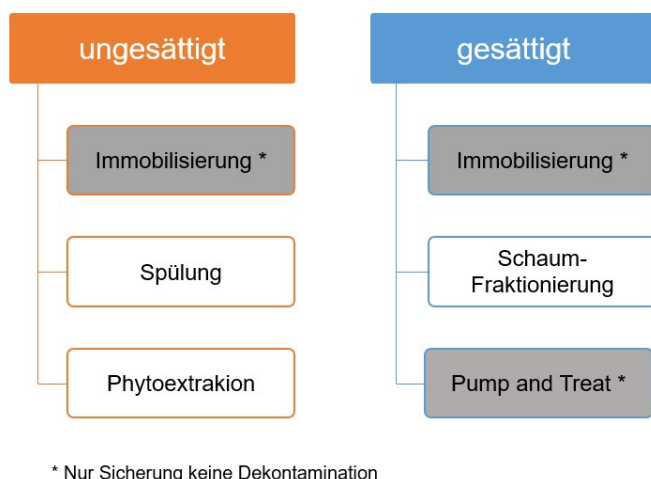 ungesättigt
Immobilisierung *
Spülung
Phytoextrakion
gesättigt
Immobilisierung *
Schaum-
Fraktionierung
Pump and Treat *
* Nur Sicherung keine Dekontamination